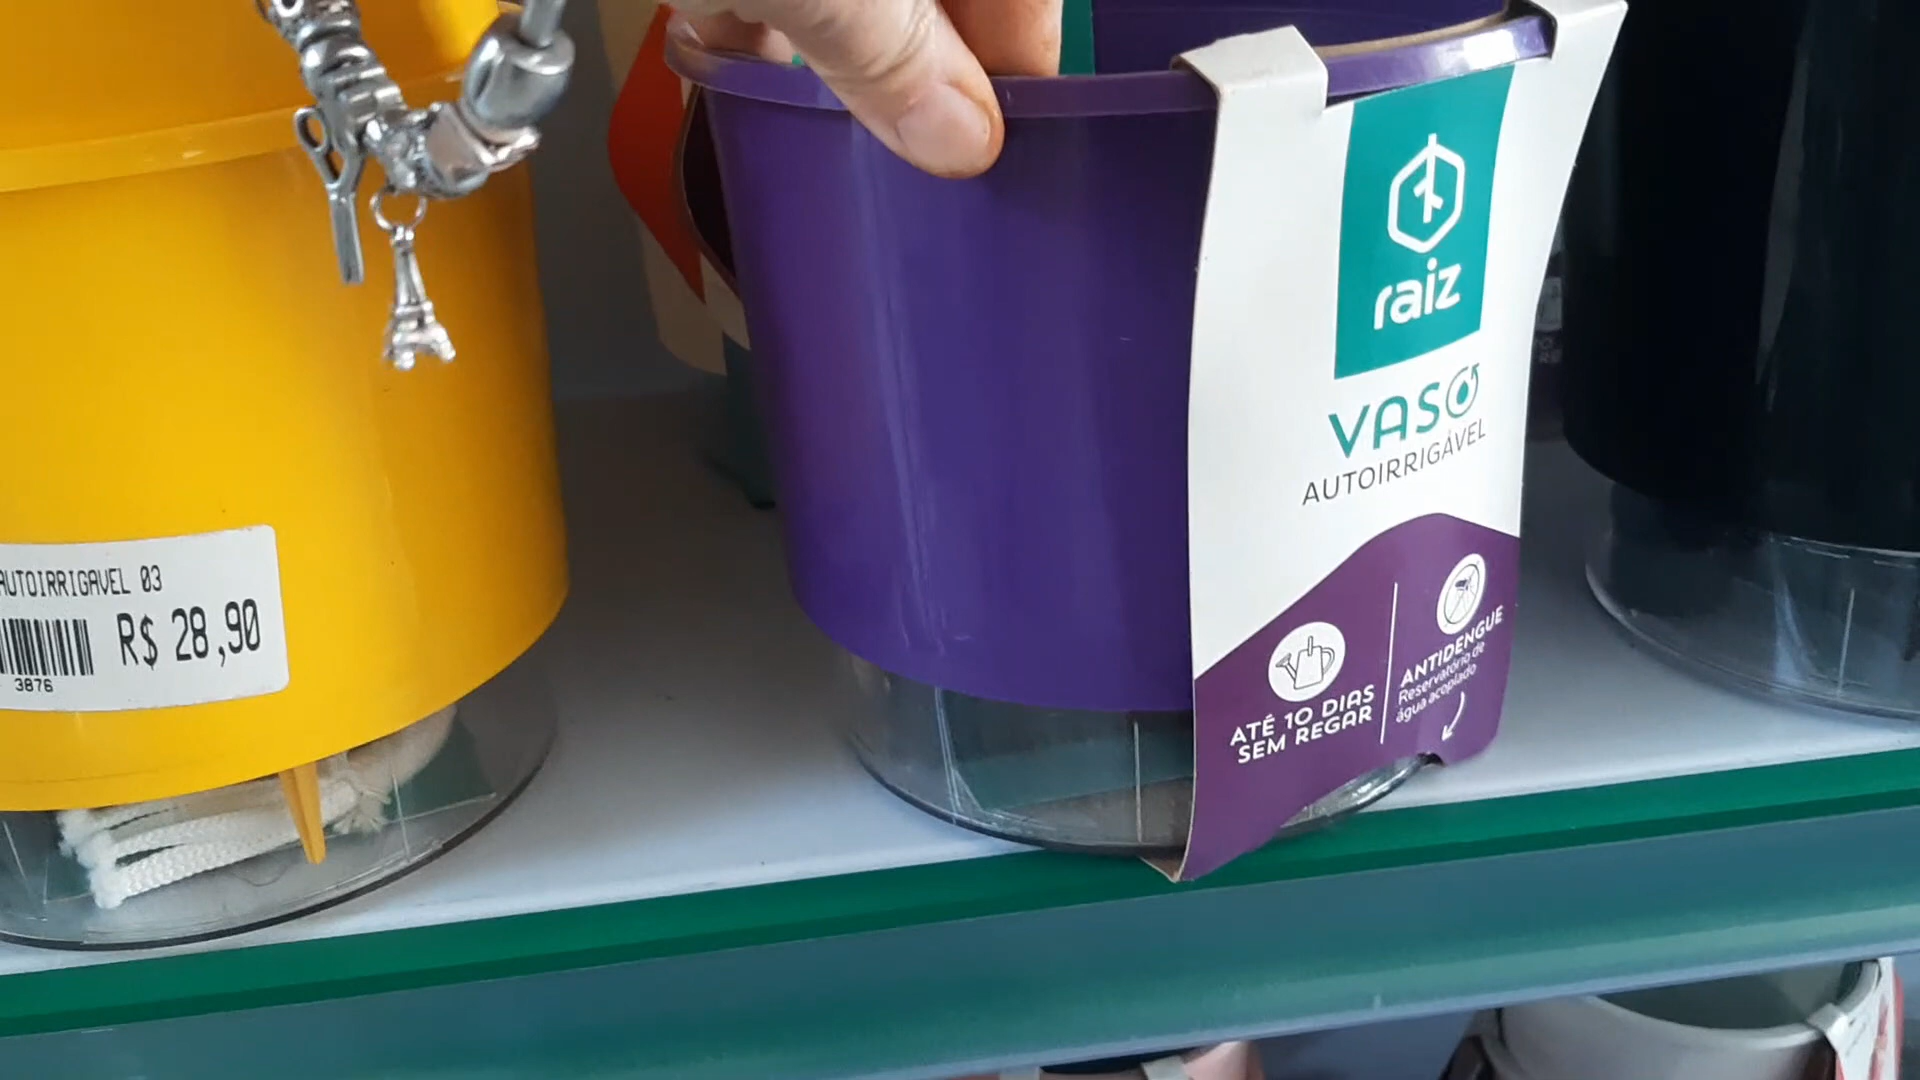 AUTOIRRIGAVEL 03
R$ 28,90
3876
raiz
VASO
AUTOIRRIGÁVEL
ATÉ 10 DIAS
SEM REGAR
ANTIDENGUE
Reservatório de
água acoplado